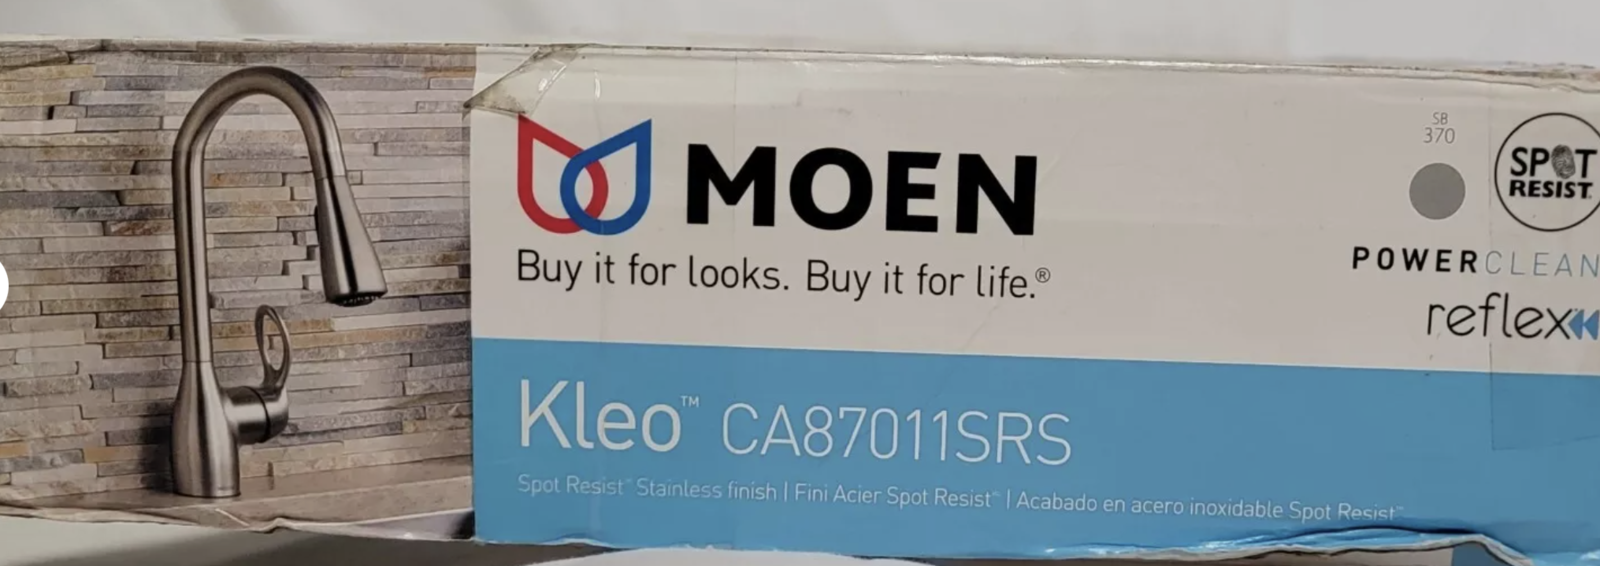 MOEN
Buy it for looks. Buy it for life.®
SB
370
SPOT
RESIST
POWERCLEAN
reflex
Kleo™ CA87011SRS
Spot Resist™ Stainless finish | Fini Acier Spot Resist™ | Acabado en acero inoxidable Spot Resist™